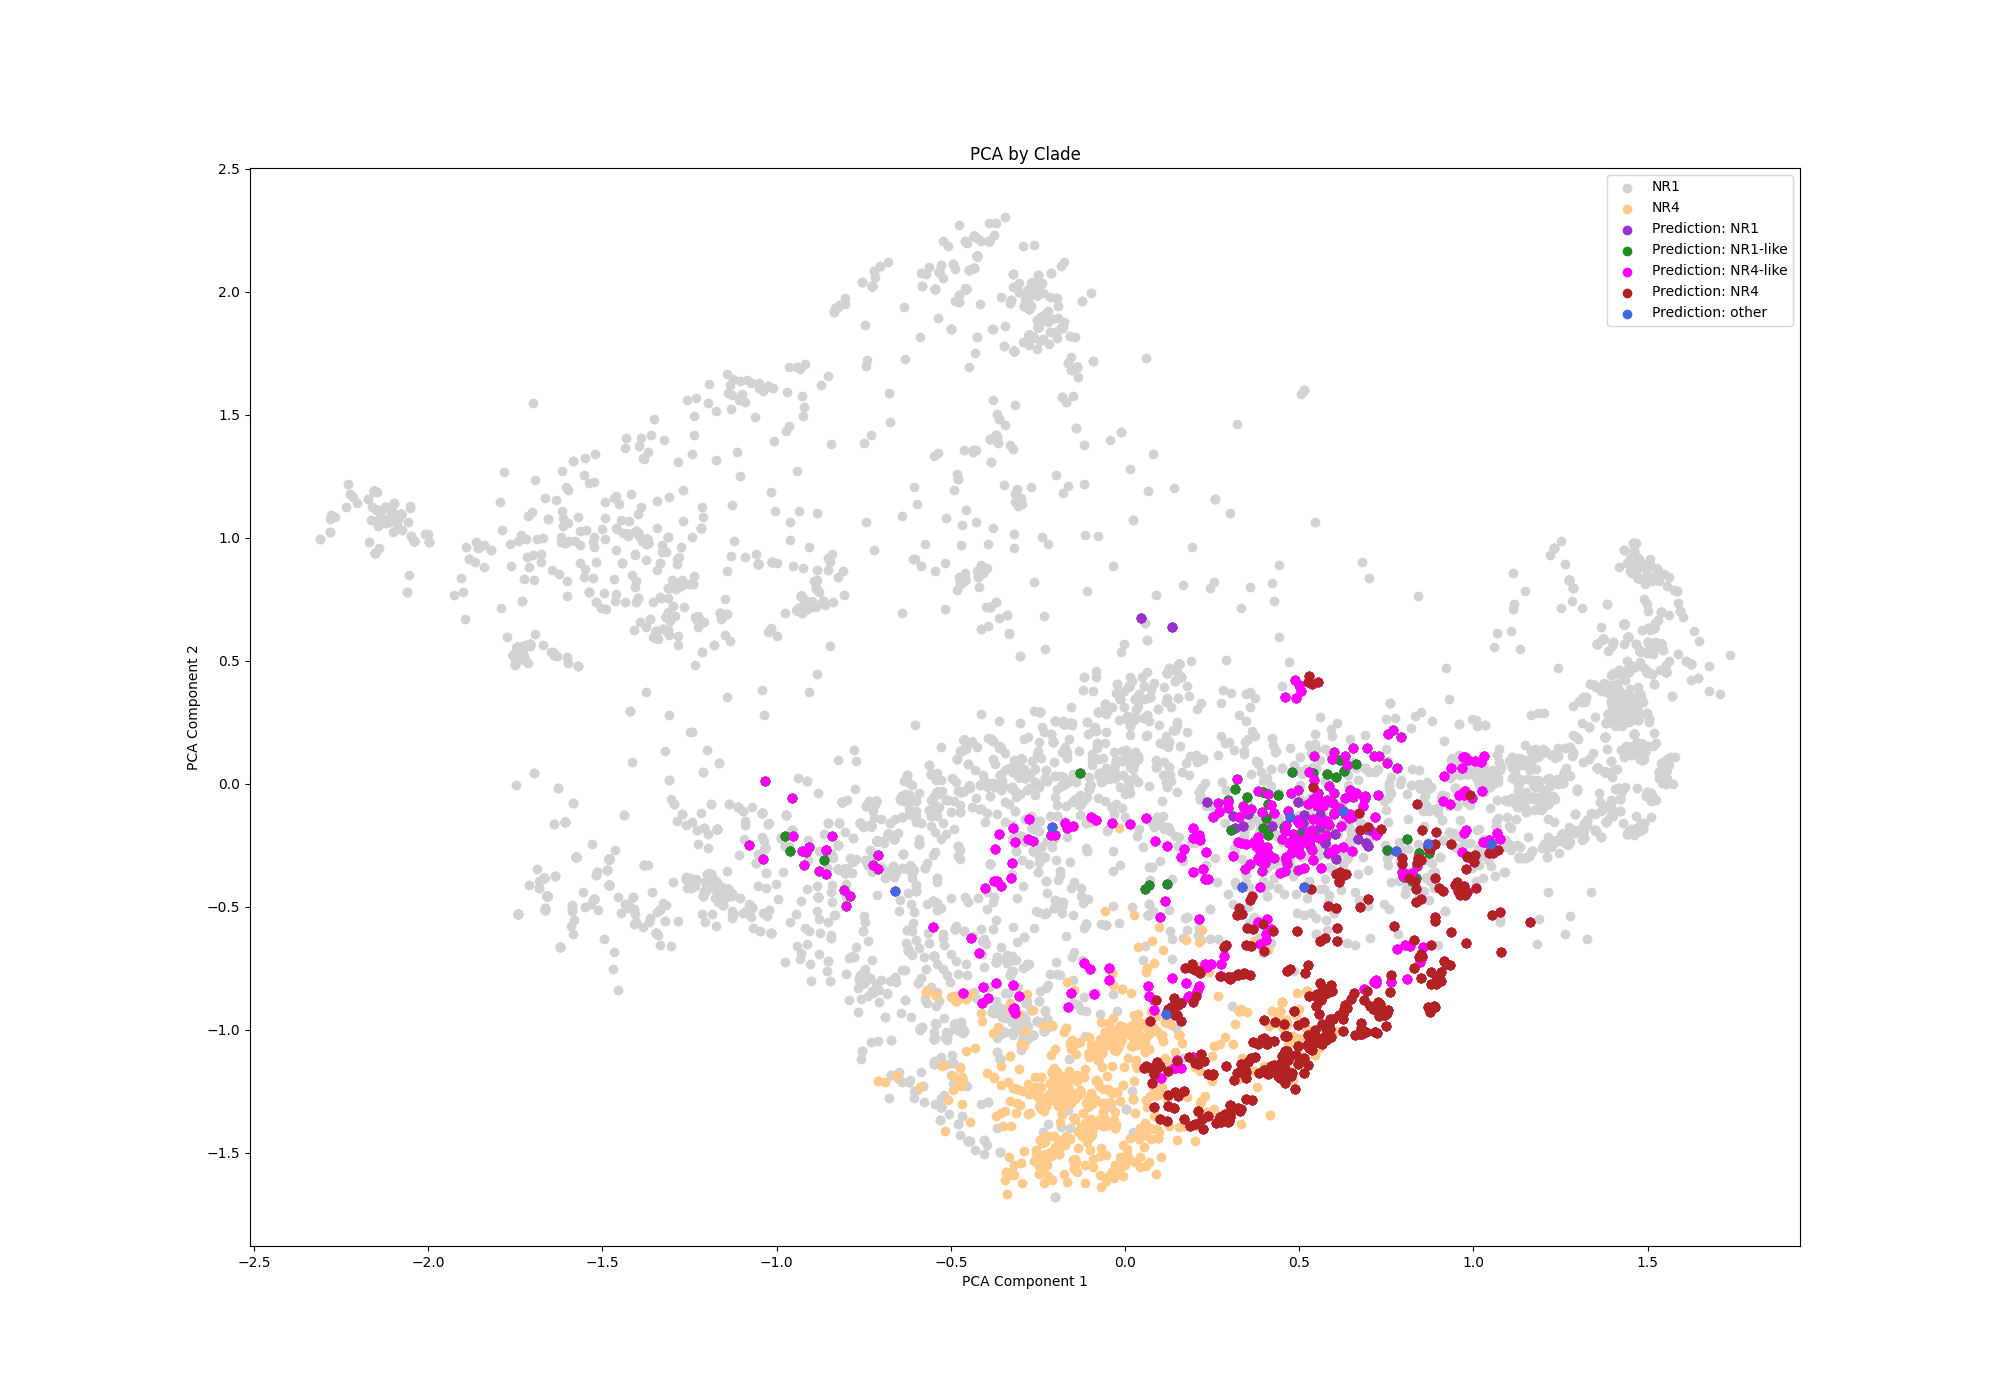 PCA by Clade
NR1
NR4
Prediction: NR1
Prediction: NR1-like
Prediction: NR4-like
Prediction: NR4
Prediction: other
2.5
2.0
1.5
1.0
0.5
0.0
−0.5
−1.0
−1.5
PCA Component 2
−2.5 −2.0 −1.5 −1.0 −0.5 0.0 0.5 1.0 1.5
PCA Component 1